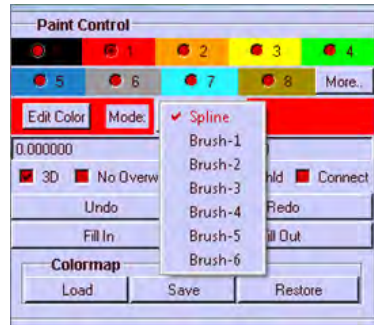 Paint Control
1 2 3 4
5 6 7 8 More..
Edit Color Mode: Spline
Brush-1
0.000000
Brush-2
3D No Overw hld Connect
Brush-3
Undo Brush-4 Redo
Fill In Brush-5 ill Out
Colormap Brush-6
Load Save Restore